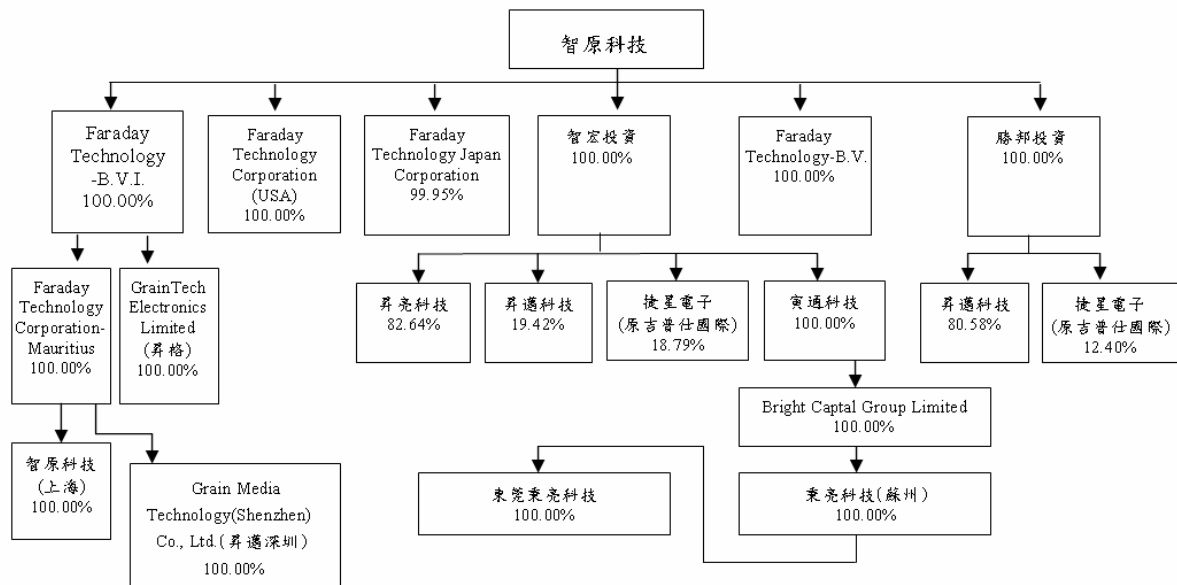 智原科技
Faraday
Technology
-B.V.I.
100.00%
Faraday
Technology
Corporation
(USA)
100.00%
Faraday
Technology Japan
Corporation
99.95%
智宏投資
100.00%
Faraday
Technology-B.V.
100.00%
勝邦投資
100.00%
Faraday
Technology
Corporation-
Mauritius
100.00%
GrainTech
Electronics
Limited
(昇格)
100.00%
昇亮科技
82.64%
昇邁科技
19.42%
捷星電子
(原吉普仕國際)
18.79%
寅通科技
100.00%
昇邁科技
80.58%
捷星電子
(原吉普仕國際)
12.40%
Bright Captal Group Limited
100.00%
智原科技
(上海)
100.00%
Grain Media
Technology(Shenzhen)
Co., Ltd.(昇邁深圳)
100.00%
東莞秉亮科技
100.00%
秉亮科技(蘇州)
100.00%